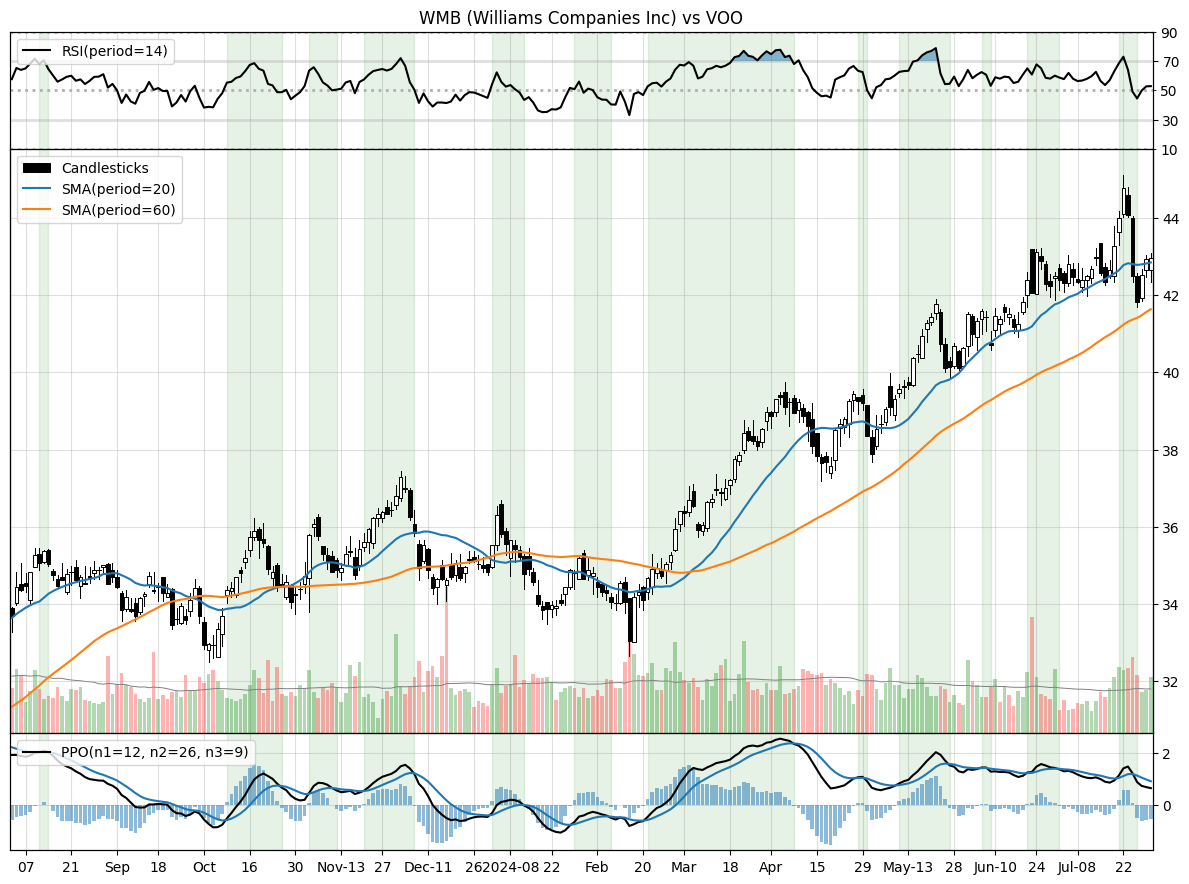 WMB (Williams Companies Inc) vs VOO
RSI(period=14)
90
70
50
30
10
Candlesticks
SMA(period=20)
SMA(period=60)
44
42
40
38
36
34
32
PPO(n1=12, n2=26, n3=9)
2
0
07 21 Sep 18 Oct 16 30 Nov-13 27 Dec-11 26 2024-08 22 Feb 20 Mar 18 Apr 15 29 May-13 28 Jun-10 24 Jul-08 22